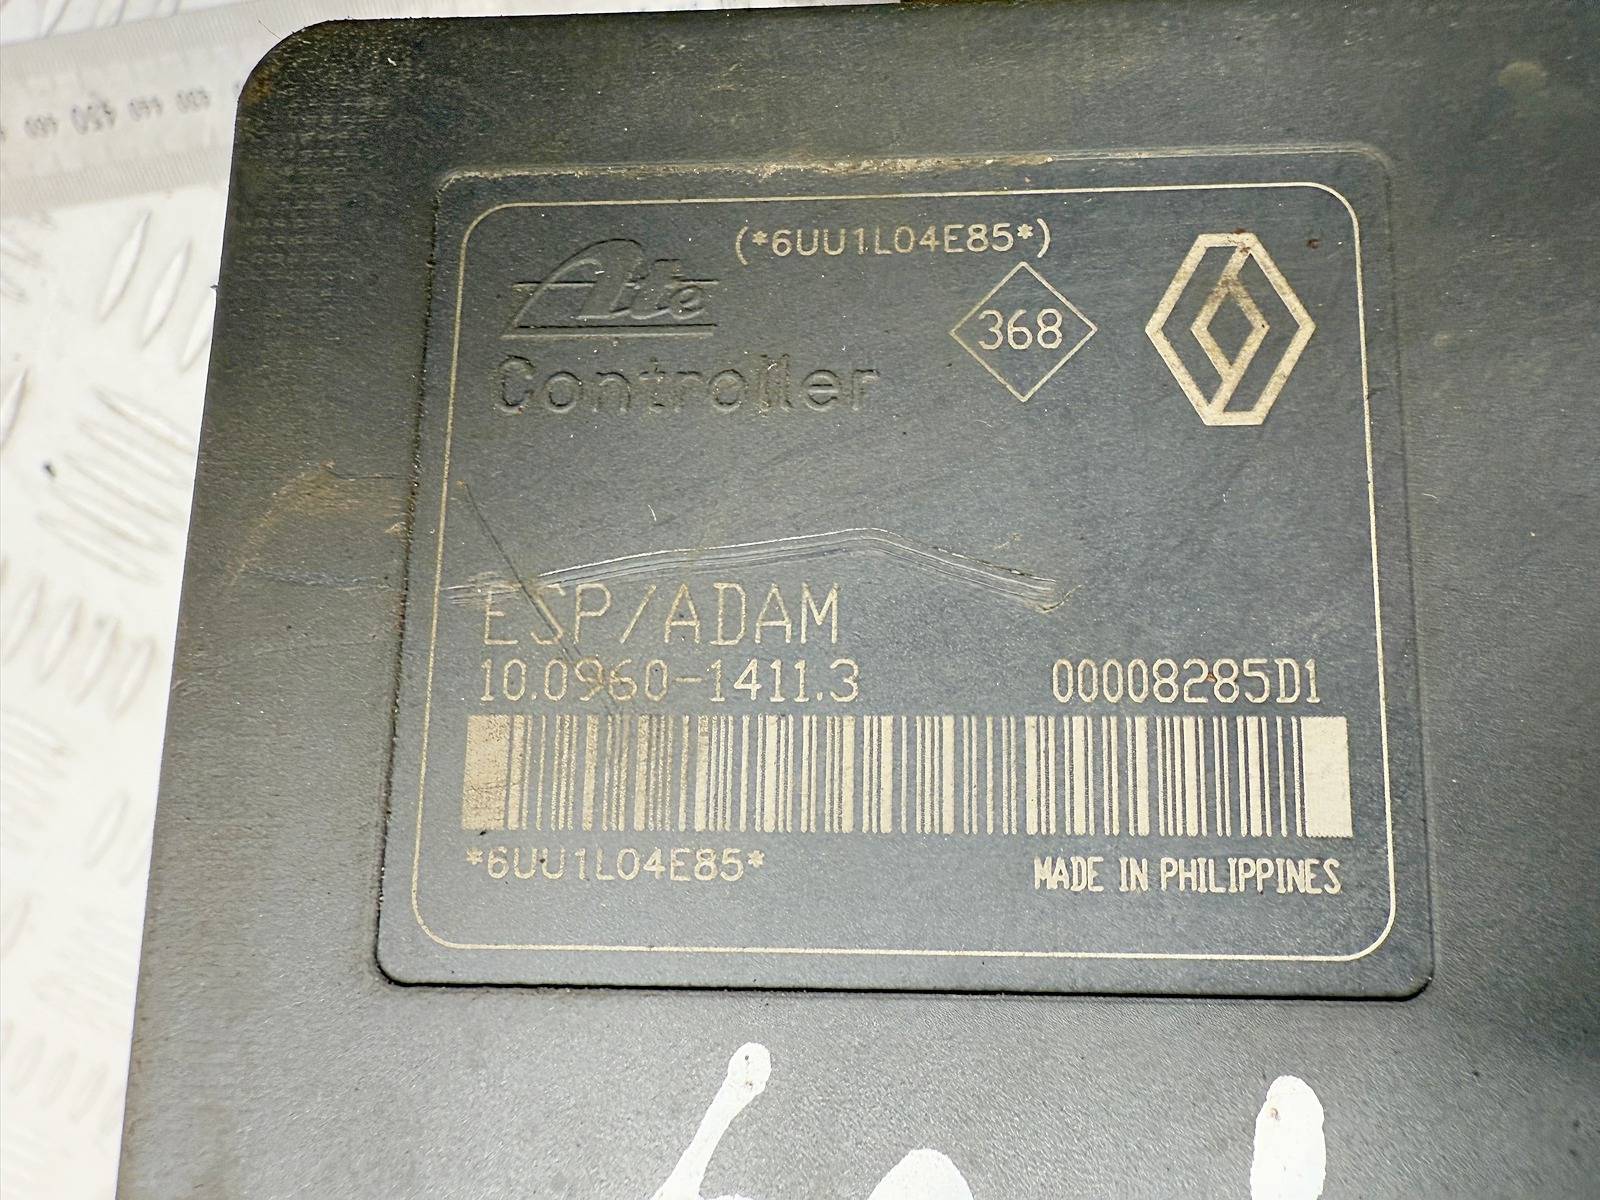 (*6UU1L04E85*)
Ate
368
Controller
ESP/ADAM
10.0960-1411.3
00008285D1
*6UU1L04E85*
MADE IN PHILIPPINES